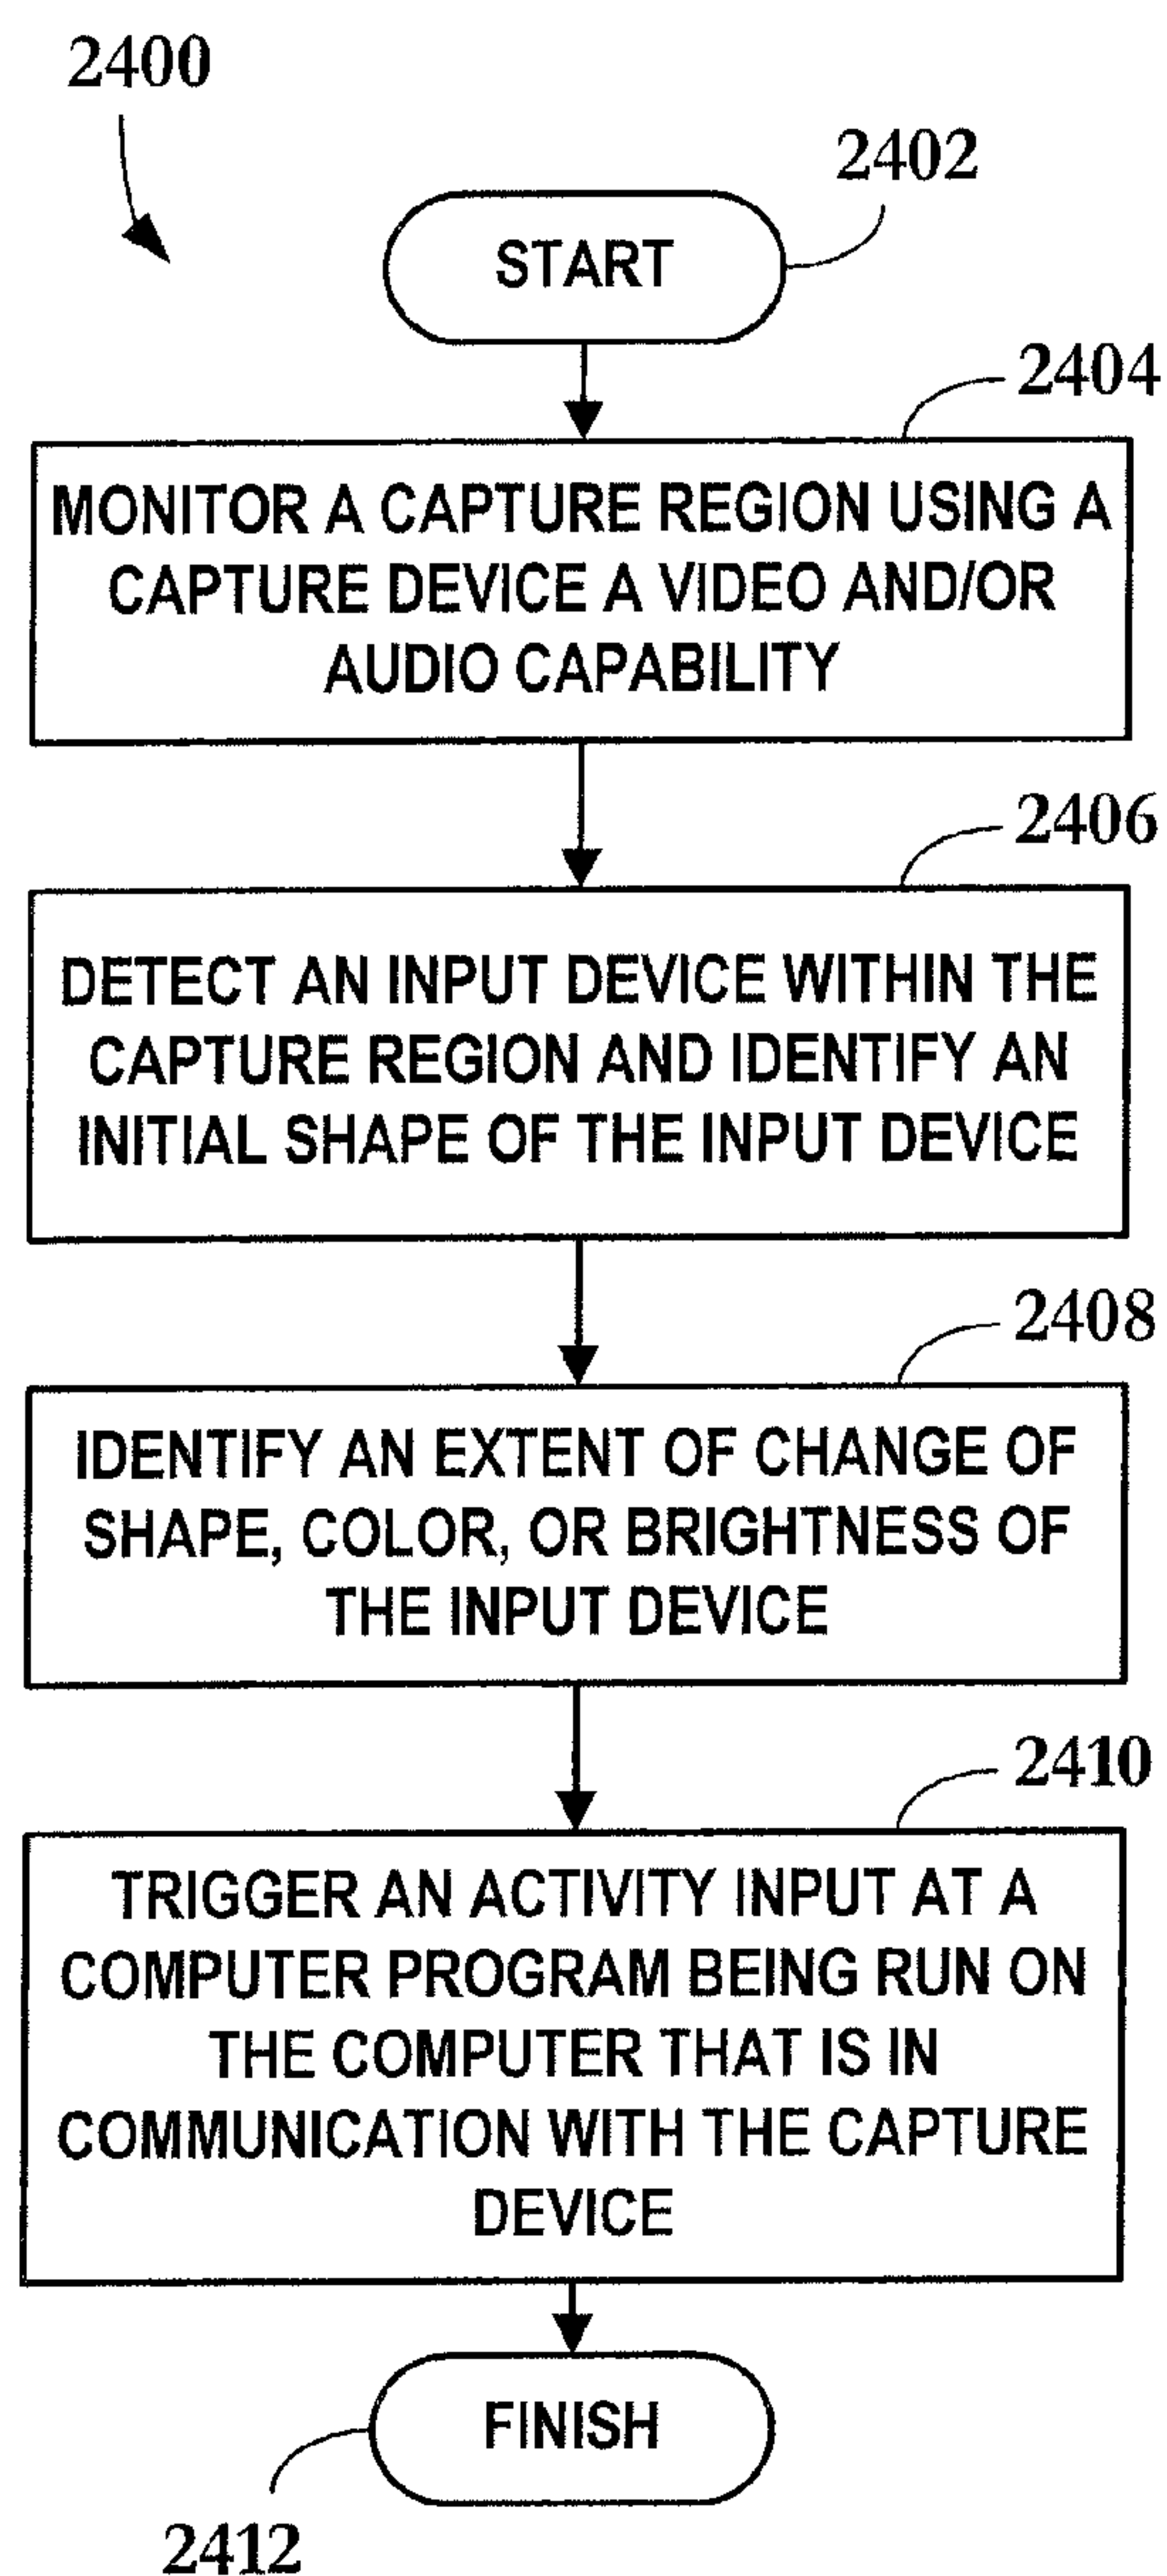 2400
2402
START
2404
MONITOR A CAPTURE REGION USING A
CAPTURE DEVICE A VIDEO AND/OR
AUDIO CAPABILITY
2406
DETECT AN INPUT DEVICE WITHIN THE
CAPTURE REGION AND IDENTIFY AN
INITIAL SHAPE OF THE INPUT DEVICE
2408
IDENTIFY AN EXTENT OF CHANGE OF
SHAPE, COLOR, OR BRIGHTNESS OF
THE INPUT DEVICE
2410
TRIGGER AN ACTIVITY INPUT AT A
COMPUTER PROGRAM BEING RUN ON
THE COMPUTER THAT IS IN
COMMUNICATION WITH THE CAPTURE
DEVICE
FINISH
2412